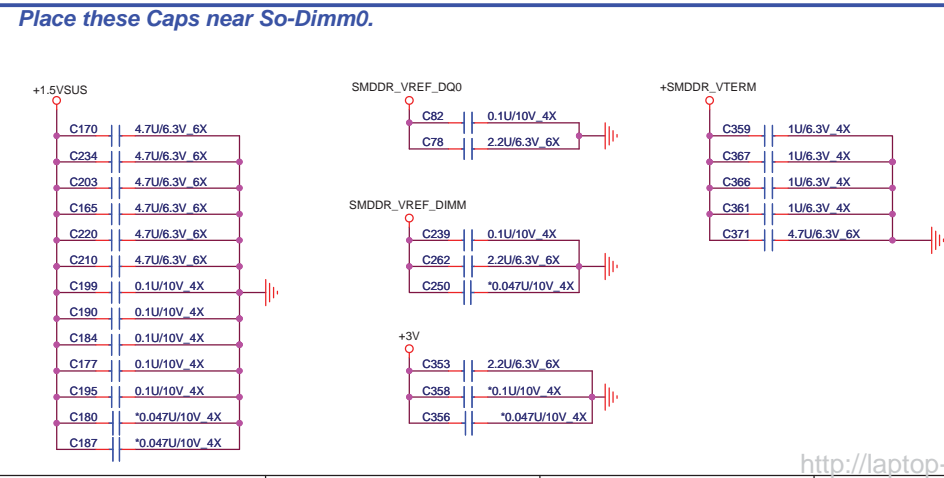 Place these Caps near So-Dimm0.
+1.5VSUS
C170 4.7U/6.3V_6X
C234 4.7U/6.3V_6X
C203 4.7U/6.3V_6X
C165 4.7U/6.3V_6X
C220 4.7U/6.3V_6X
C210 4.7U/6.3V_6X
C199 0.1U/10V_4X
C190 0.1U/10V_4X
C184 0.1U/10V_4X
C177 0.1U/10V_4X
C195 0.1U/10V_4X
C180 *0.047U/10V_4X
C187 *0.047U/10V_4X
SMDDR_VREF_DQ0
C82 0.1U/10V_4X
C78 2.2U/6.3V_6X
SMDDR_VREF_DIMM
C239 0.1U/10V_4X
C262 2.2U/6.3V_6X
C250 *0.047U/10V_4X
+3V
C353 2.2U/6.3V_6X
C358 *0.1U/10V_4X
C356 *0.047U/10V_4X
+SMDDR_VTERM
C359 1U/6.3V_4X
C367 1U/6.3V_4X
C366 1U/6.3V_4X
C361 1U/6.3V_4X
C371 4.7U/6.3V_6X
http://laptop-